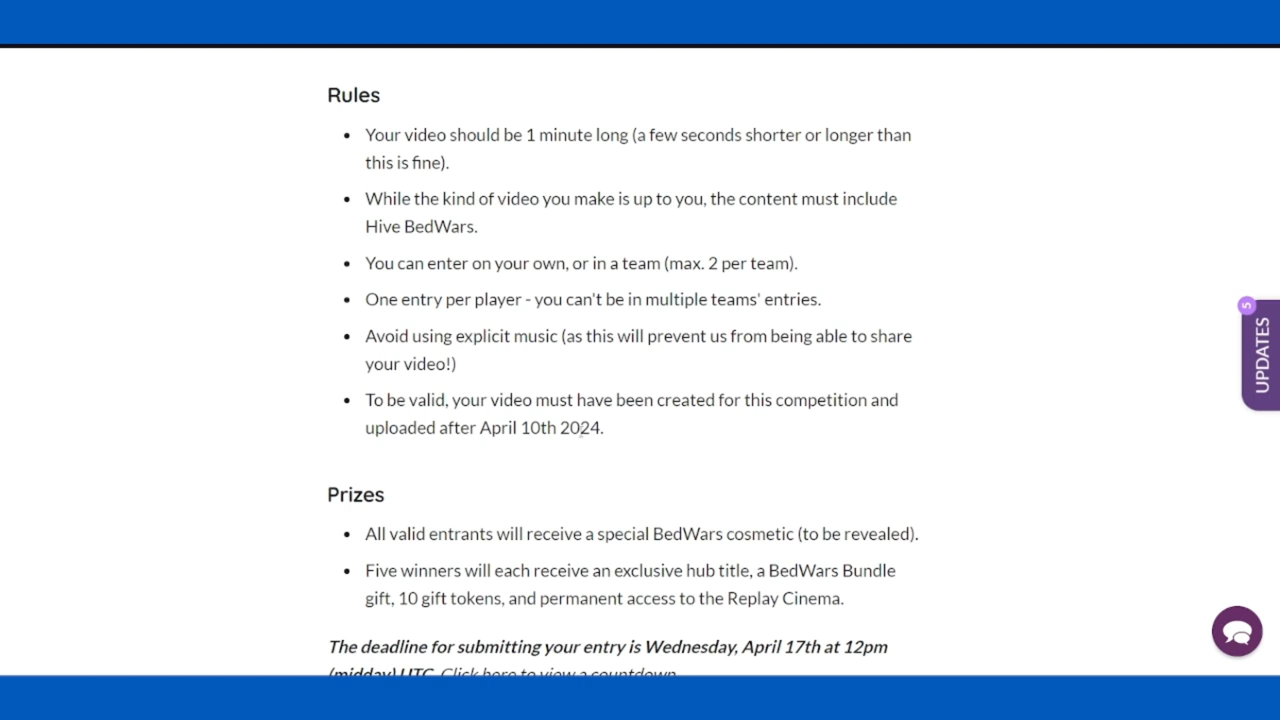 Rules
• Your video should be 1 minute long (a few seconds shorter or longer than
this is fine).
• While the kind of video you make is up to you, the content must include
Hive BedWars.
• You can enter on your own, or in a team (max. 2 per team).
• One entry per player - you can't be in multiple teams' entries.
• Avoid using explicit music (as this will prevent us from being able to share
your video!)
• To be valid, your video must have been created for this competition and
uploaded after April 10th 2024.
Prizes
• All valid entrants will receive a special BedWars cosmetic (to be revealed).
• Five winners will each receive an exclusive hub title, a BedWars Bundle
gift, 10 gift tokens, and permanent access to the Replay Cinema.
The deadline for submitting your entry is Wednesday, April 17th at 12pm
(midday) UTC. Click here to view a countdown.
5
UPDATES